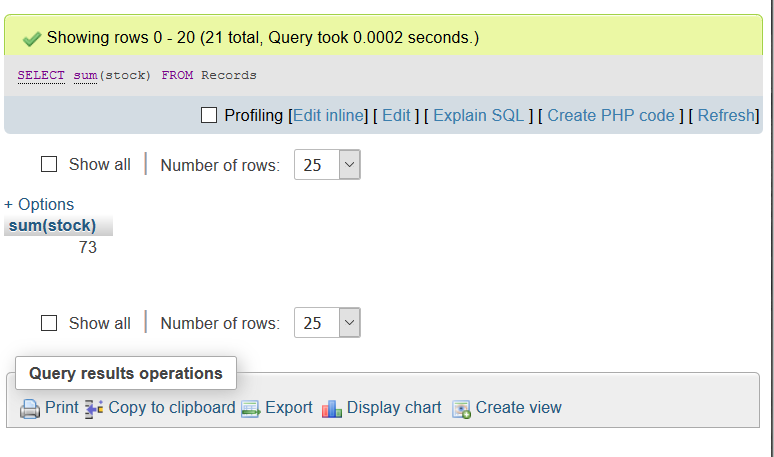 Showing rows 0 - 20 (21 total, Query took 0.0002 seconds.)
SELECT sum(stock) FROM Records
Profiling [Edit inline] [ Edit ] [ Explain SQL ] [ Create PHP code ] [ Refresh]
Show all | Number of rows: 25
+ Options
sum(stock)
73
Show all | Number of rows: 25
Query results operations
Print Copy to clipboard Export Display chart Create view